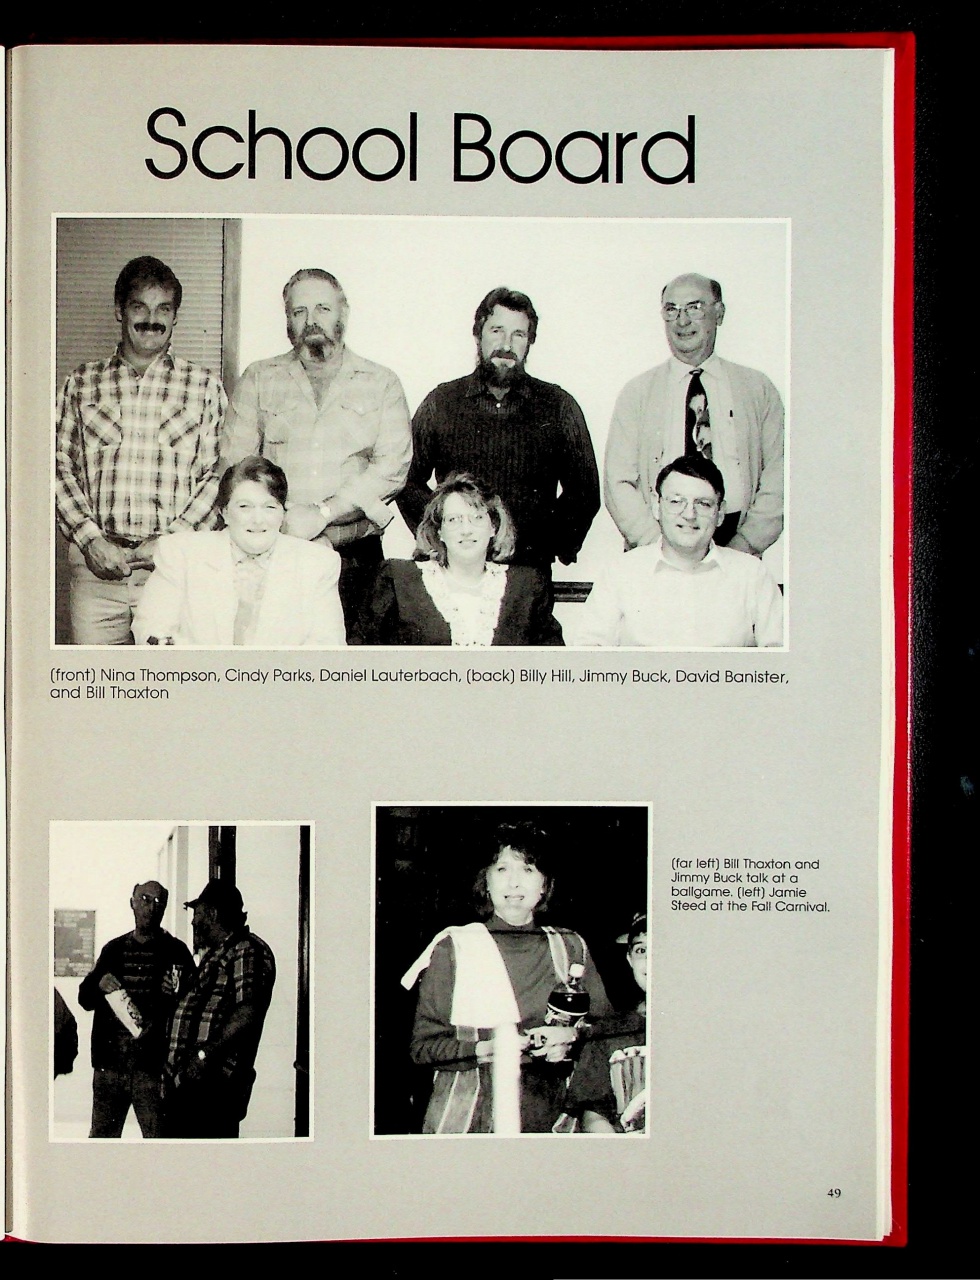 School Board
(front) Nina Thompson, Cindy Parks, Daniel Lauterbach, (back) Billy Hill, Jimmy Buck, David Banister,
and Bill Thaxton
(far left) Bill Thaxton and
Jimmy Buck talk at a
ballgame. (left) Jamie
Steed at the Fall Carnival.
49